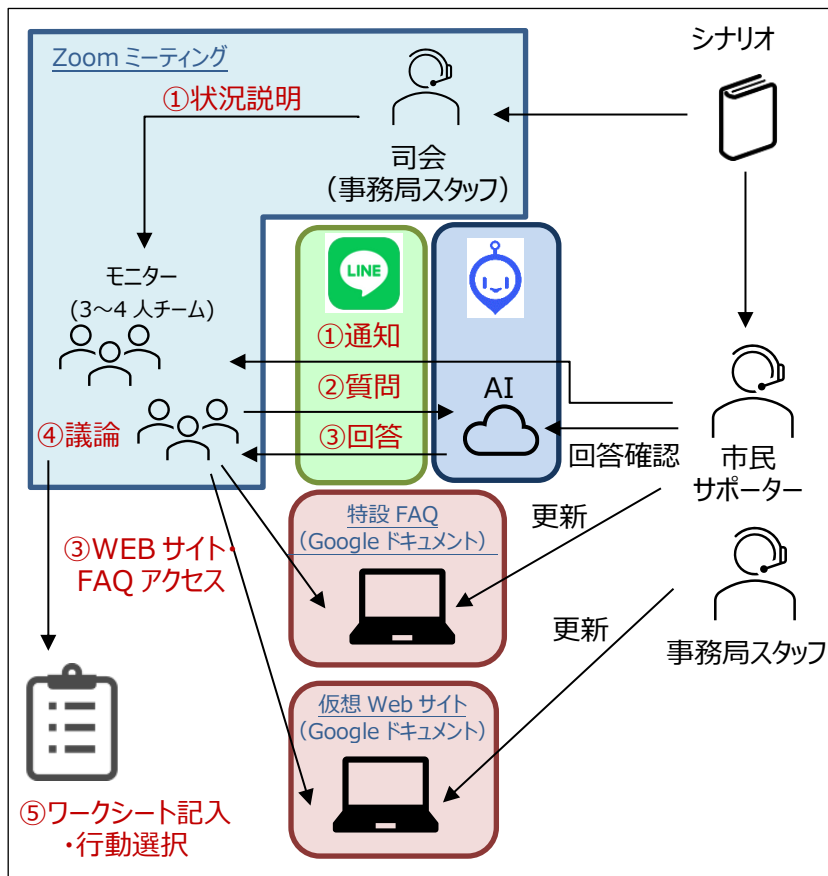 シナリオ
Zoom ミーティング
①状況説明
司会
(事務局スタッフ)
モニター
(3~4 人チーム)
LINE
①通知
②質問
AI
③回答
④議論
回答確認
市民
サポーター
特設 FAQ
(Google ドキュメント)
更新
③WEB サイト・
FAQ アクセス
更新
事務局スタッフ
仮想 Web サイト
(Google ドキュメント)
⑤ワークシート記入
・行動選択